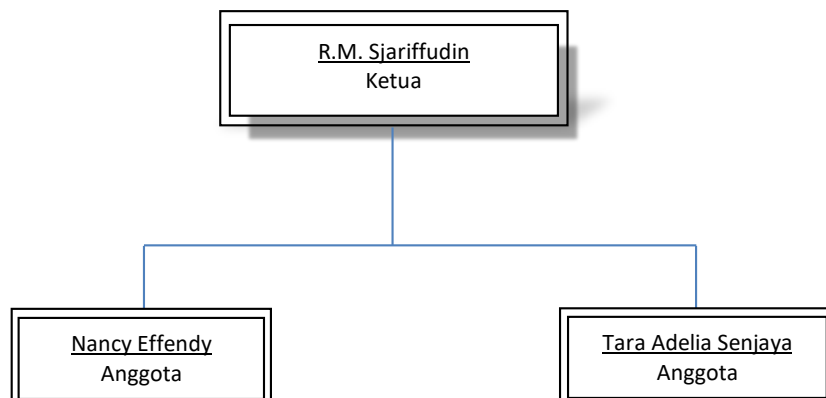 R.M. Sjariffudin
Ketua
Nancy Effendy
Anggota
Tara Adelia Senjaya
Anggota